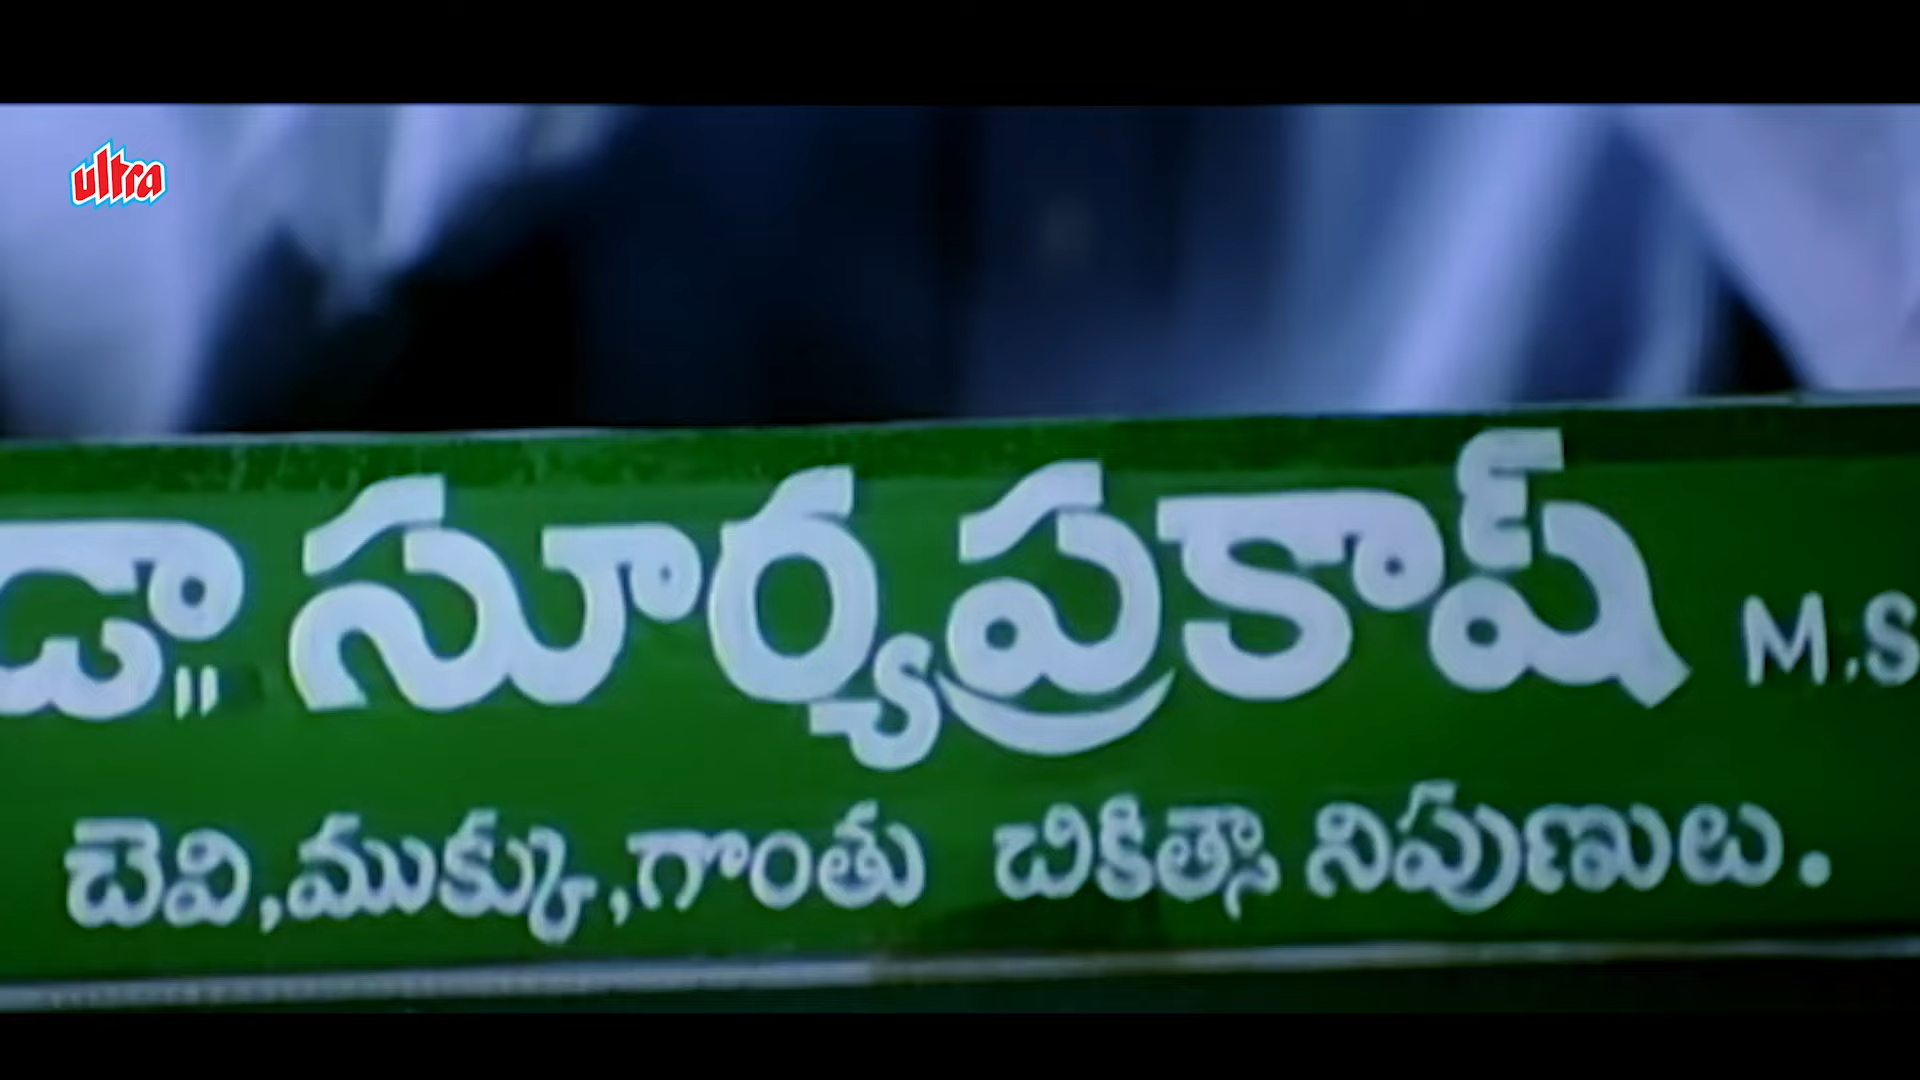 ultra
డా॥ సూర్యప్రకాష్ M.S
చెవి,ముక్కు,గొంతు చికిత్సా నిపుణులు.